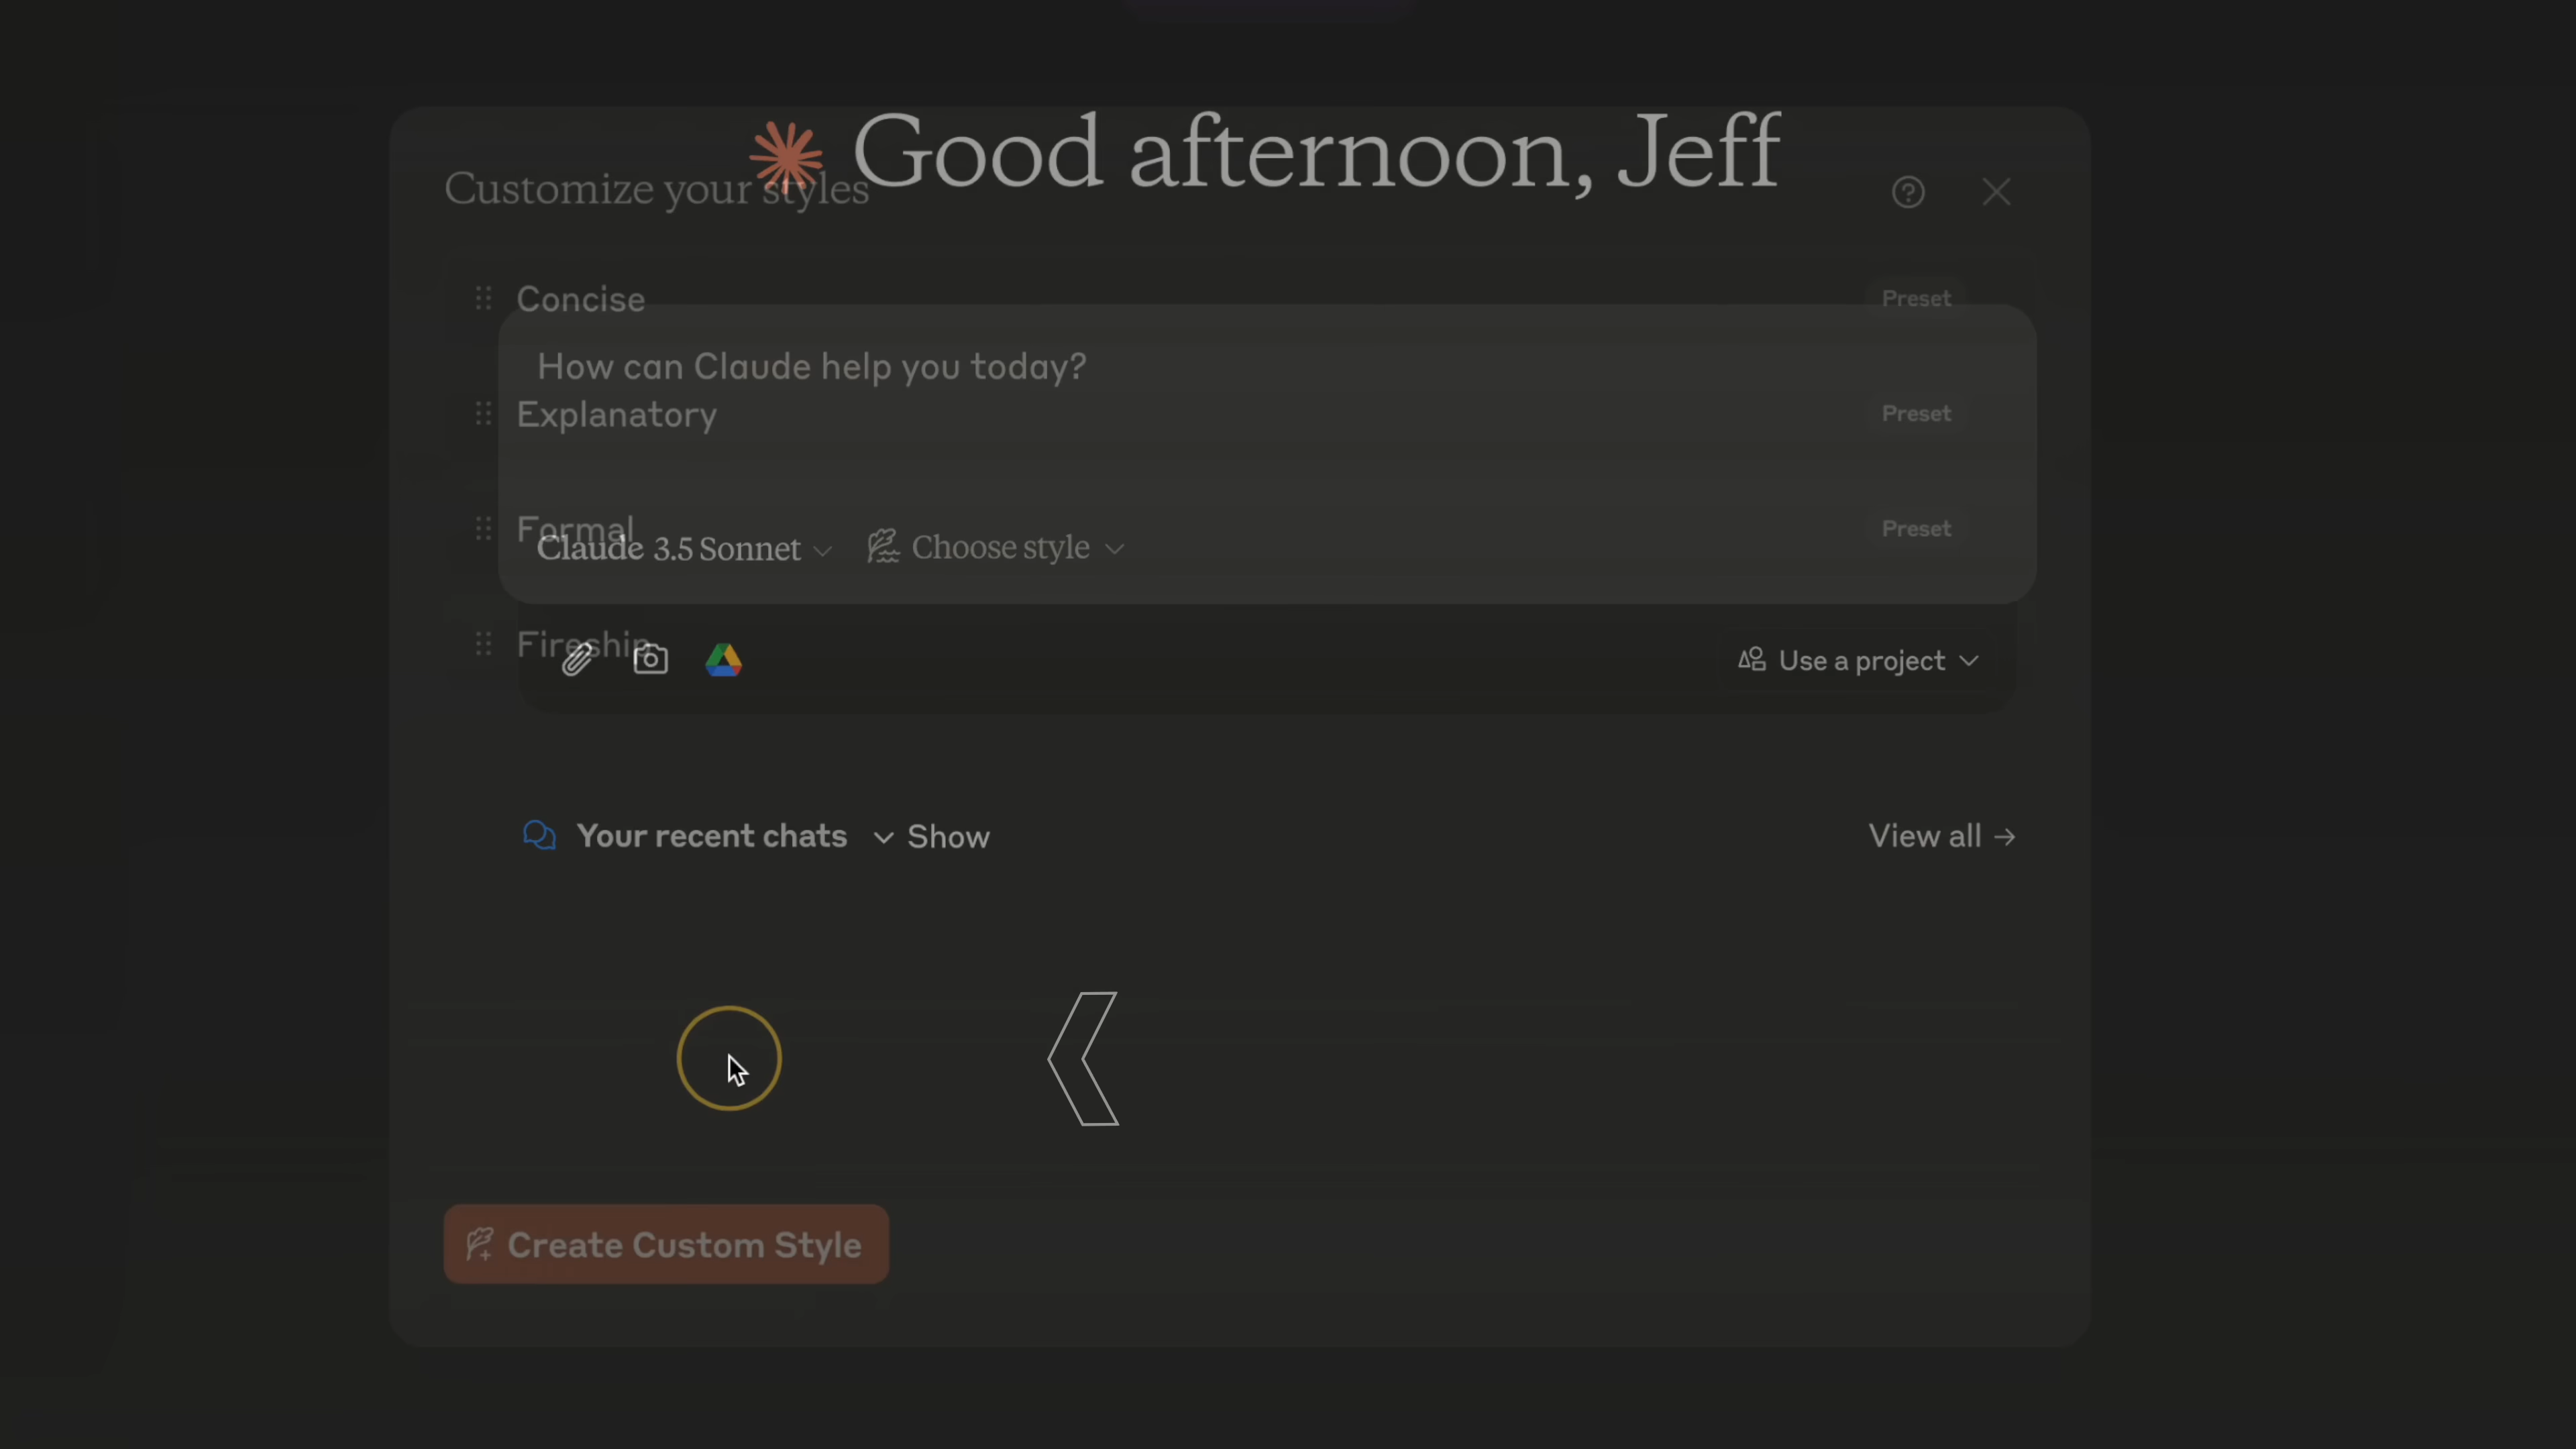 Good afternoon, Jeff
Customize your styles
Concise
Preset
How can Claude help you today?
Explanatory
Preset
Formal
Preset
Claude 3.5 Sonnet
Choose style
Fireship
Use a project
Your recent chats
Show
View all
Create Custom Style